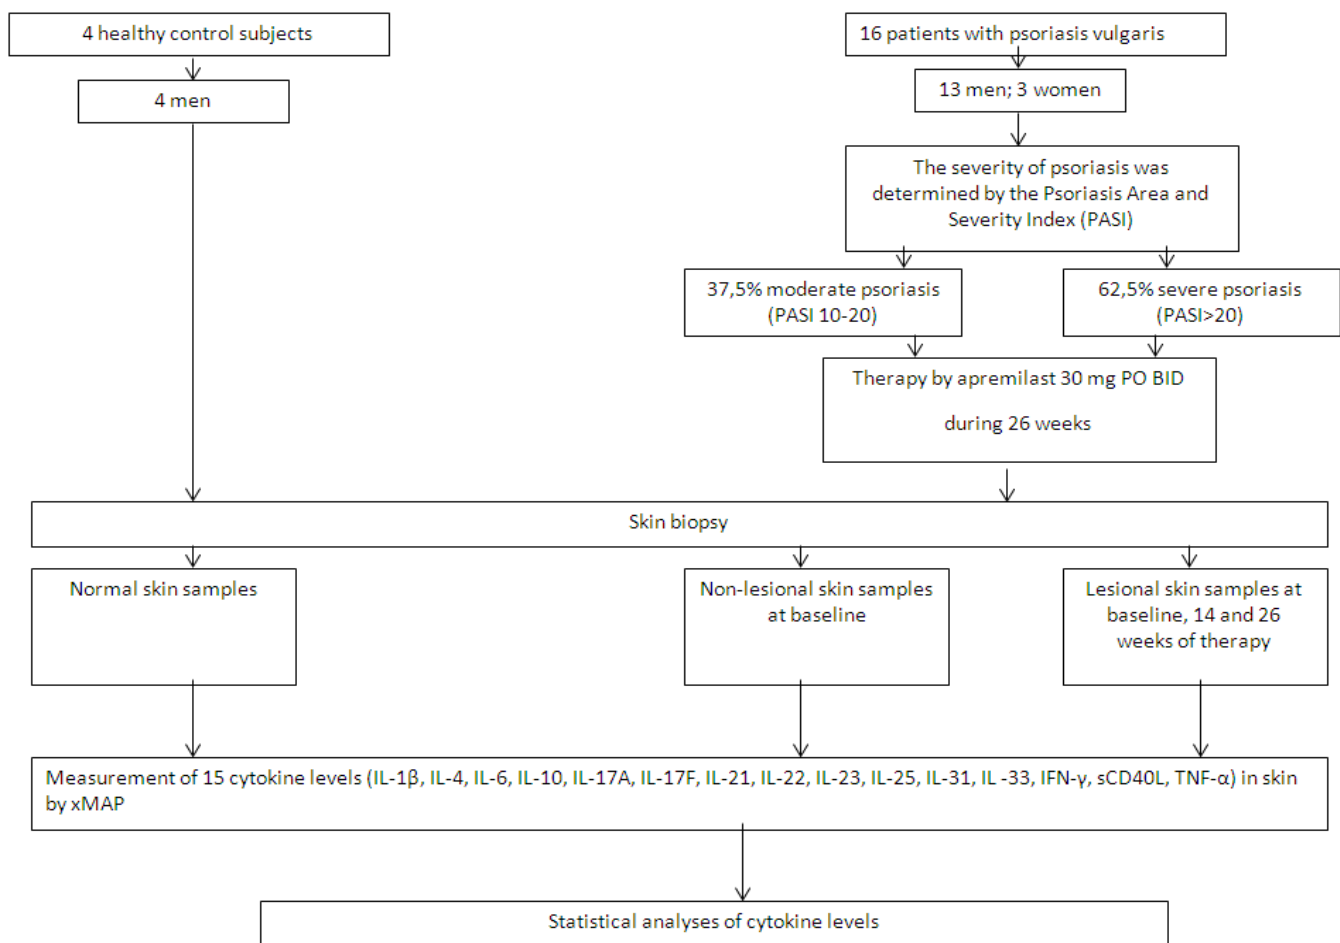 4 healthy control subjects
16 patients with psoriasis vulgaris
4 men
13 men; 3 women
The severity of psoriasis was
determined by the Psoriasis Area and
Severity Index (PASI)
37,5% moderate psoriasis
(PASI 10-20)
62,5% severe psoriasis
(PASI>20)
Therapy by apremilast 30 mg PO BID
during 26 weeks
Skin biopsy
Normal skin samples
Non-lesional skin samples
at baseline
Lesional skin samples at
baseline, 14 and 26
weeks of therapy
Measurement of 15 cytokine levels (IL-1β, IL-4, IL-6, IL-10, IL-17A, IL-17F, IL-21, IL-22, IL-23, IL-25, IL-31, IL -33, IFN-γ, sCD40L, TNF-α) in skin
by xMAP
Statistical analyses of cytokine levels